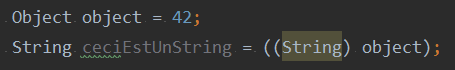 Object object = 42;
String ceciEstUnString = ((String) object);